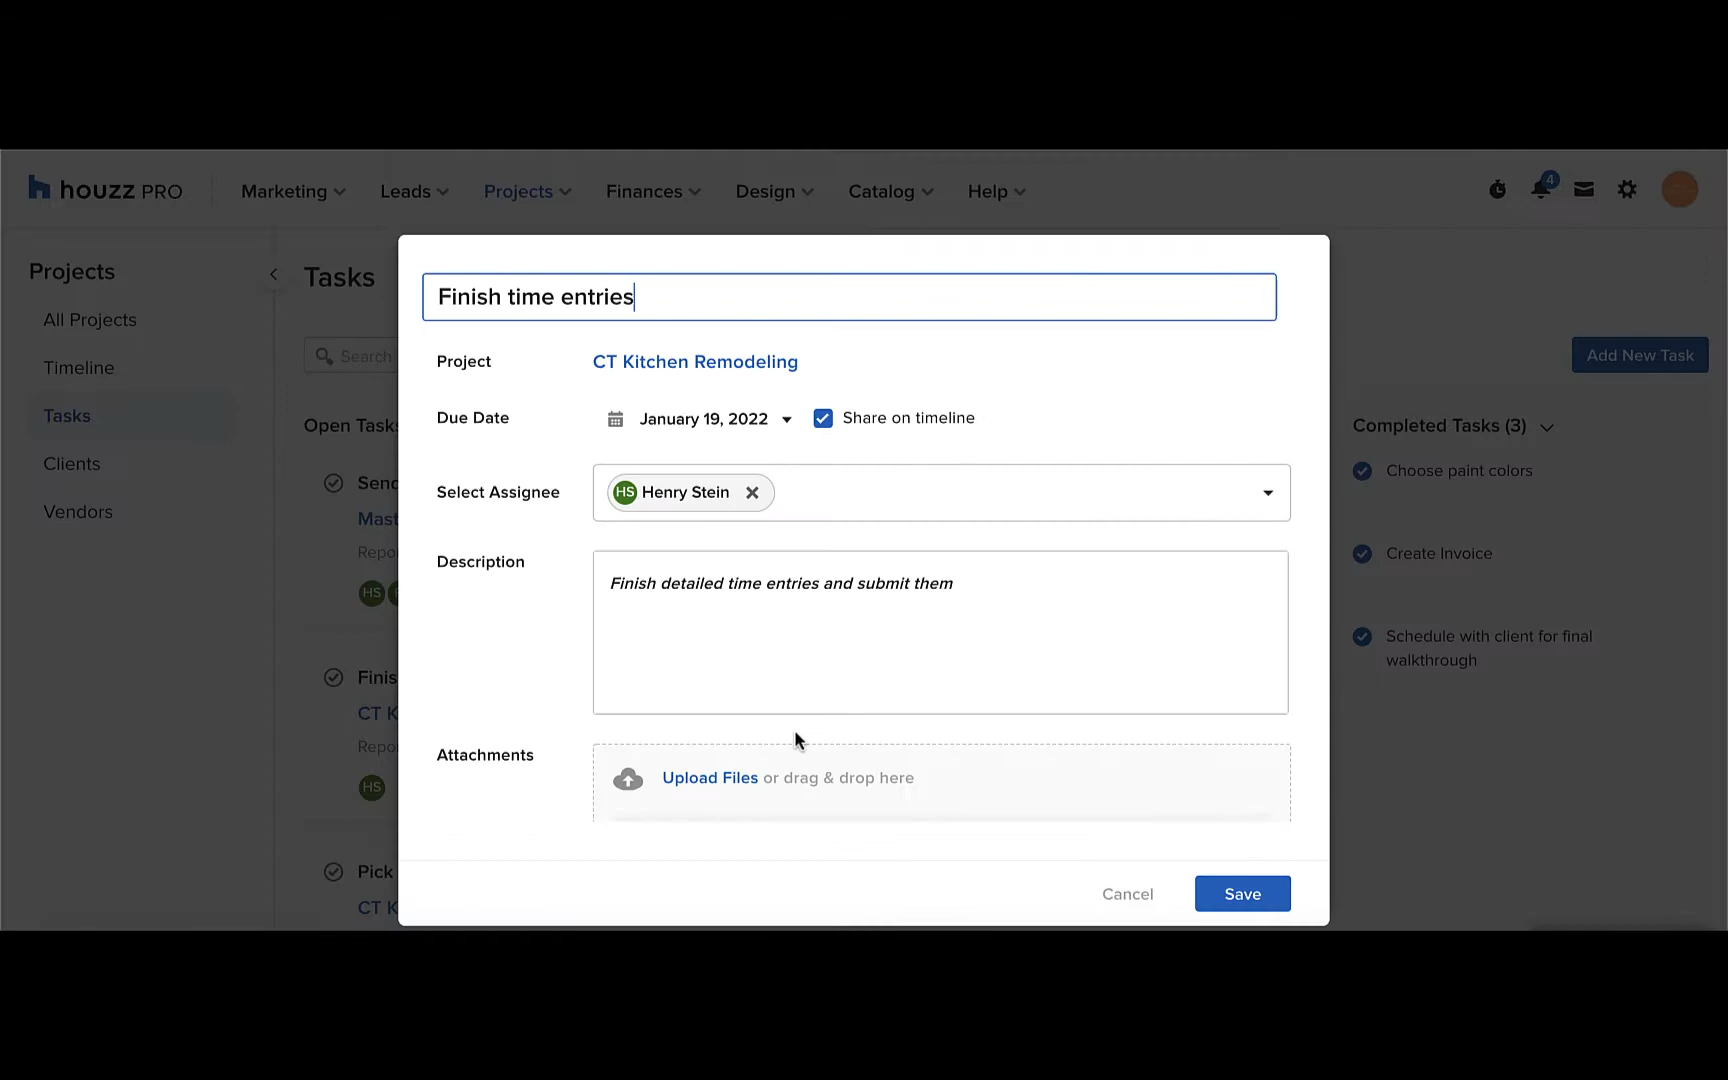 houzz PRO
Marketing
Leads
Projects
Finances
Design
Catalog
Help
4
Projects
All Projects
Timeline
Tasks
Clients
Vendors
Tasks
Search
Add New Task
Open Tasks
Send
Mast
Repo
HS
Finis
CT K
Repo
HS
Pick
CT K
Finish time entries
Project
CT Kitchen Remodeling
Due Date
January 19, 2022
Share on timeline
Select Assignee
HS Henry Stein
Description
Finish detailed time entries and submit them
Attachments
Upload Files or drag & drop here
Cancel
Save
Completed Tasks (3)
Choose paint colors
Create Invoice
Schedule with client for final
walkthrough